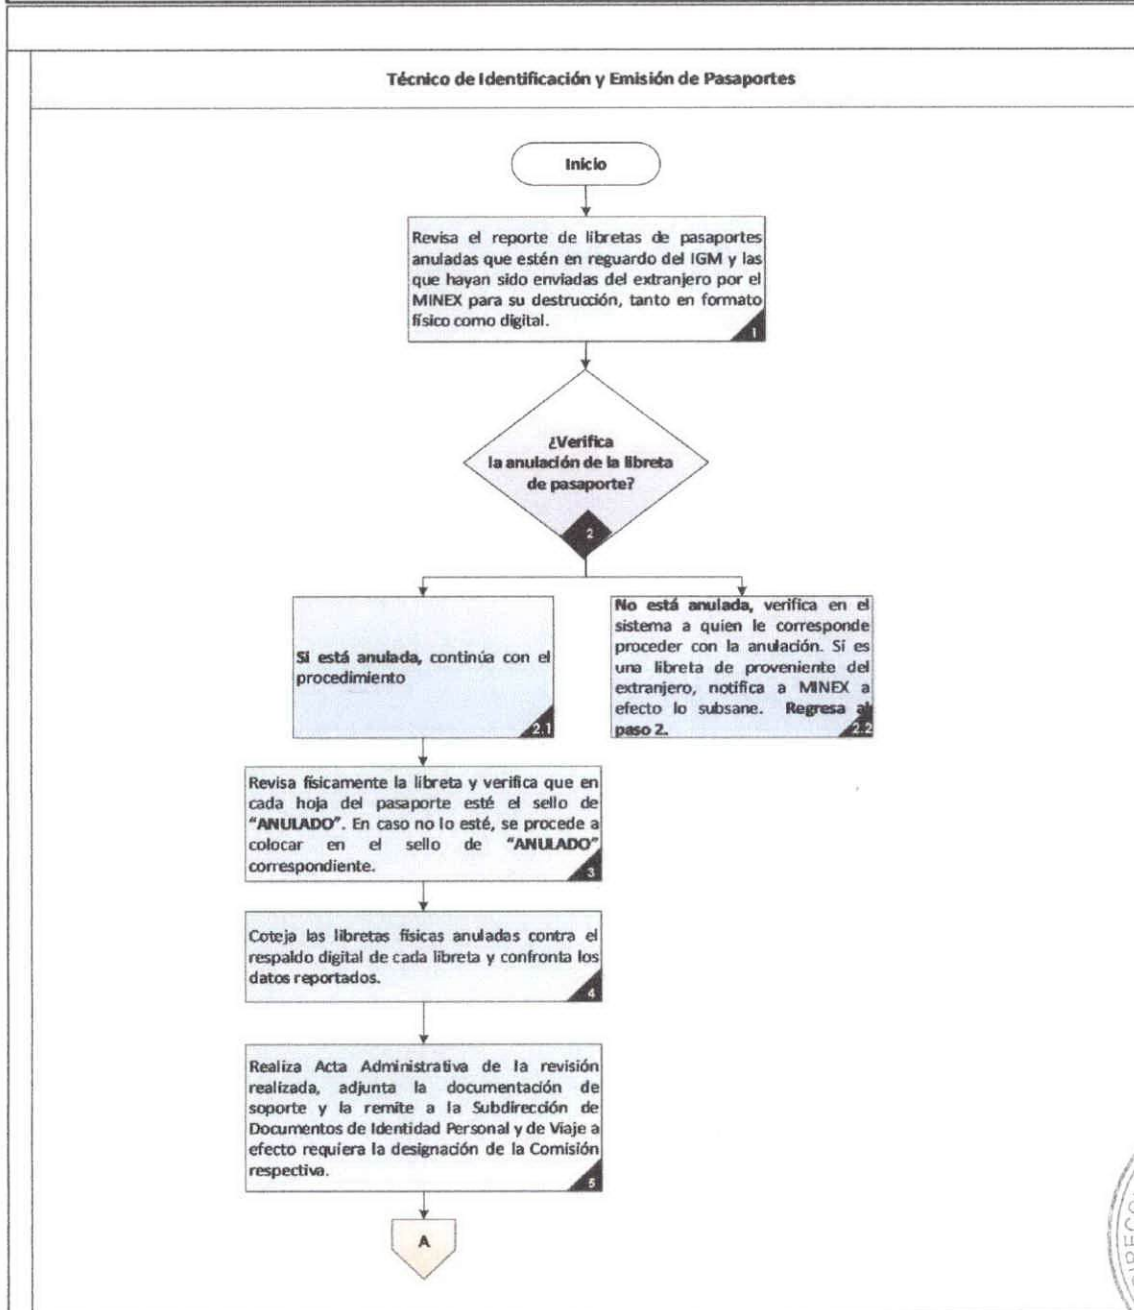 Técnico de Identificación y Emisión de Pasaportes
Inicio
Revisa el reporte de libretas de pasaportes
anuladas que estén en reguardo del IGM y las
que hayan sido enviadas del extranjero por el
MINEX para su destrucción, tanto en formato
físico como digital.
1
¿Verifica
la anulación de la libreta
de pasaporte?
2
Si está anulada, continúa con el
procedimiento
2.1
No está anulada, verifica en el
sistema a quien le corresponde
proceder con la anulación. Sí es
una libreta de proveniente del
extranjero, notifica a MINEX a
efecto lo subsane. Regresa al
paso 2.
2.2
Revisa físicamente la libreta y verifica que en
cada hoja del pasaporte esté el sello de
"ANULADO". En caso no lo esté, se procede a
colocar en el sello de "ANULADO"
correspondiente.
3
Coteja las libretas físicas anuladas contra el
respaldo digital de cada libreta y confronta los
datos reportados.
4
Realiza Acta Administrativa de la revisión
realizada, adjunta la documentación de
soporte y la remite a la Subdirección de
Documentos de Identidad Personal y de Viaje a
efecto requiera la designación de la Comisión
respectiva.
5
A